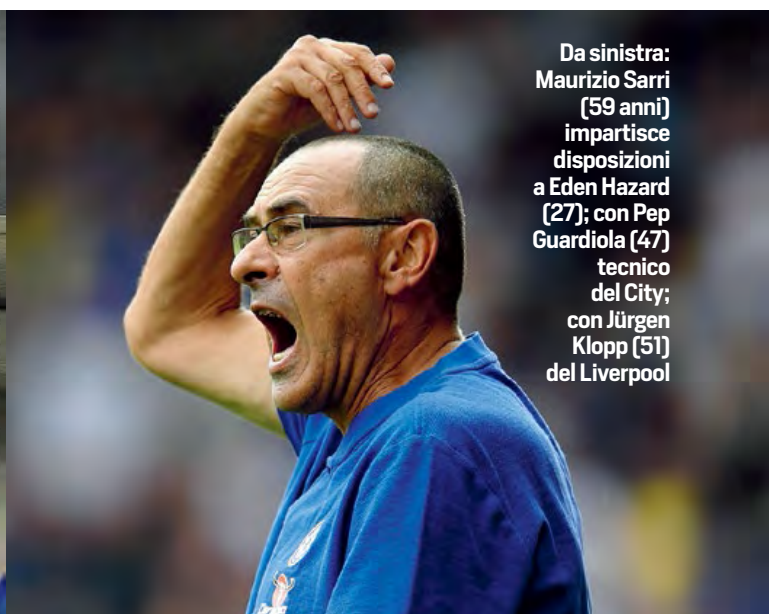 Da sinistra:
Maurizio Sarri
(59 anni)
impartisce
disposizioni
a Eden Hazard
(27); con Pep
Guardiola (47)
tecnico
del City;
con Jürgen
Klopp (51)
del Liverpool